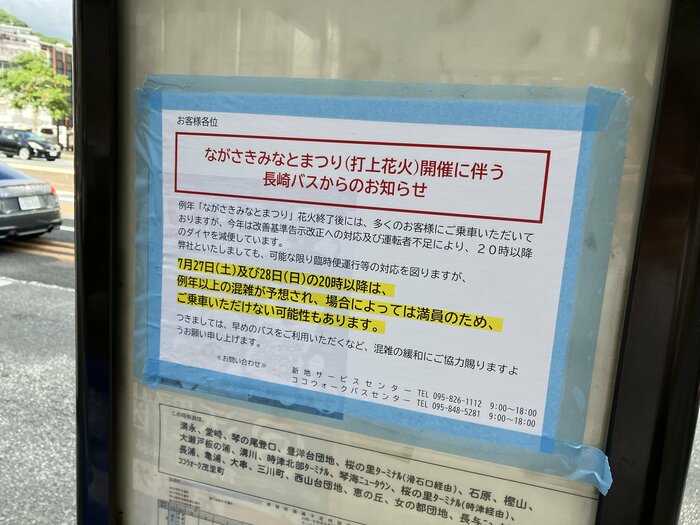 お客様各位
ながさきみなとまつり(打上花火)開催に伴う
長崎バスからのお知らせ
例年「ながさきみなとまつり」花火終了後には、多くのお客様にご乗車いただいて
おりますが、今年は改善基準告示改正への対応及び運転者不足により、20時以降
のダイヤを減便しています。
弊社といたしましても、可能な限り臨時便運行等の対応を図りますが、
7月27日(土)及び28日(日)の20時以降は、
例年以上の混雑が予想され、場合によっては満員のため、
ご乗車いただけない可能性もあります。
つきましては、早めのバスをご利用いただくなど、混雑の緩和にご協力賜りますよ
うお願い申し上げます。
≪お問い合わせ≫
新地サービスセンター TEL 095-826-1112 9:00~18:00
ココウォークバスセンター TEL 095-848-5281 9:00~18:00
この時刻表は、
溝永、堂崎、琴の尾登口、豊洋台団地、桜の里ターミナル(滑石口経由)、石原、樫山、
大瀬戸板の浦、溝川、時津北部ターミナル、琴海ニュータウン、桜の里ターミナル(時津経由)、
長浦、亀浦、大串、三川町、西山台団地、恵の丘、女の都団地、長与ニュー
ココウォーク茂里町